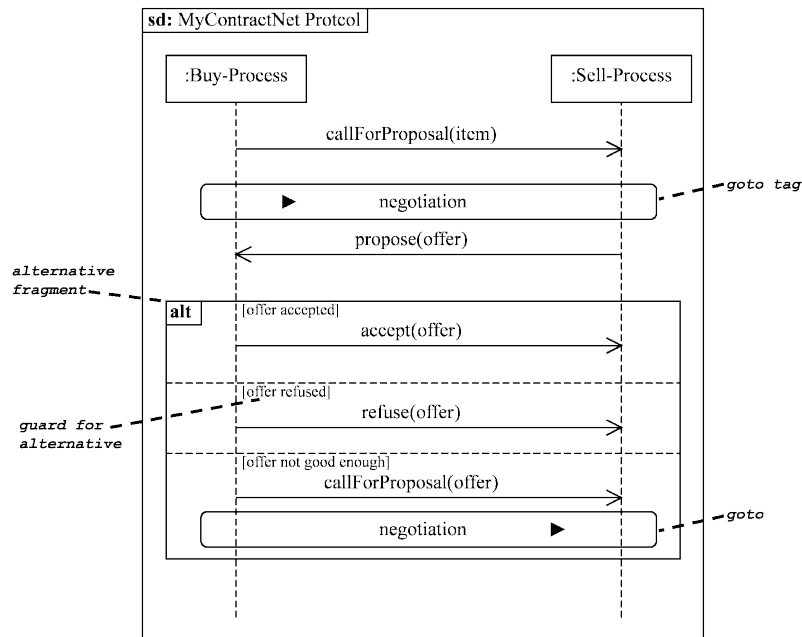 sd: MyContractNet Protcol
:Buy-Process
:Sell-Process
callForProposal(item)
negotiation
goto tag
propose(offer)
alternative
fragment
alt
[offer accepted]
accept(offer)
[offer refused]
refuse(offer)
guard for
alternative
[offer not good enough]
callForProposal(offer)
negotiation
goto